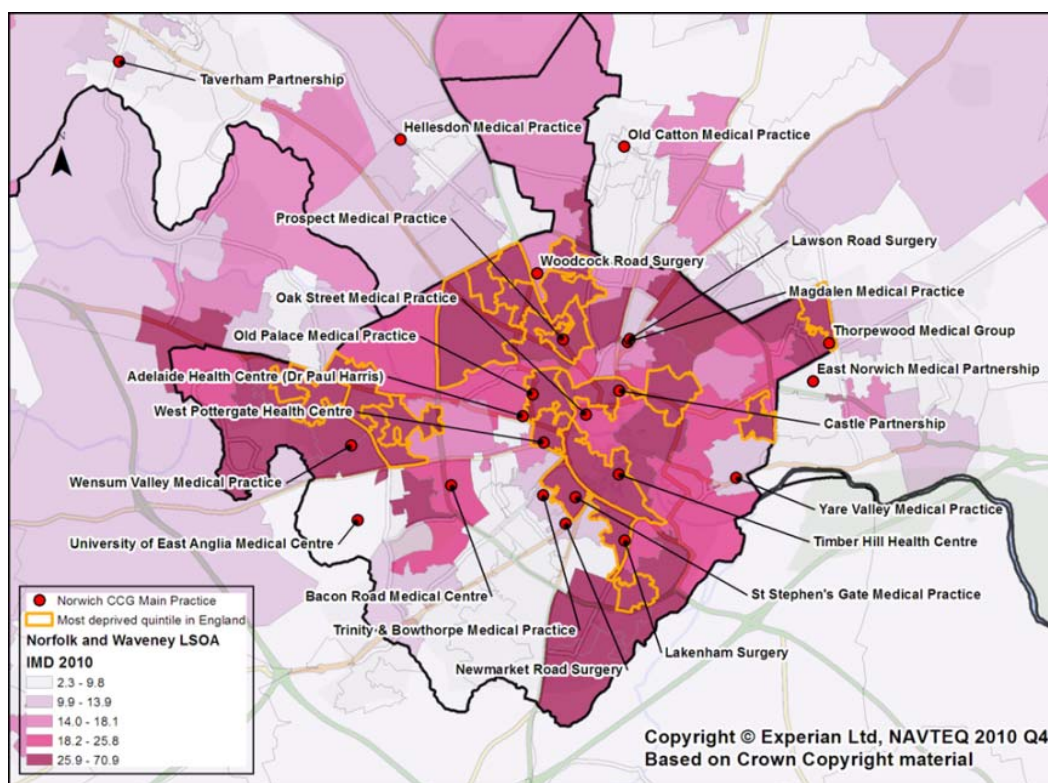 Taverham Partnership
Hellesdon Medical Practice
Old Catton Medical Practice
Prospect Medical Practice
Lawson Road Surgery
Woodcock Road Surgery
Oak Street Medical Practice
Magdalen Medical Practice
Old Palace Medical Practice
Thorpewood Medical Group
Adelaide Health Centre (Dr Paul Harris)
East Norwich Medical Partnership
West Pottergate Health Centre
Castle Partnership
Wensum Valley Medical Practice
Yare Valley Medical Practice
University of East Anglia Medical Centre
Timber Hill Health Centre
Bacon Road Medical Centre
St Stephen's Gate Medical Practice
Trinity & Bowthorpe Medical Practice
Lakenham Surgery
Newmarket Road Surgery
Norwich CCG Main Practice
Most deprived quintile in England
Norfolk and Waveney LSOA
IMD 2010
2.3 - 9.8
9.9 - 13.9
14.0 - 18.1
18.2 - 25.8
25.9 - 70.9
Copyright © Experian Ltd, NAVTEQ 2010 Q4
Based on Crown Copyright material